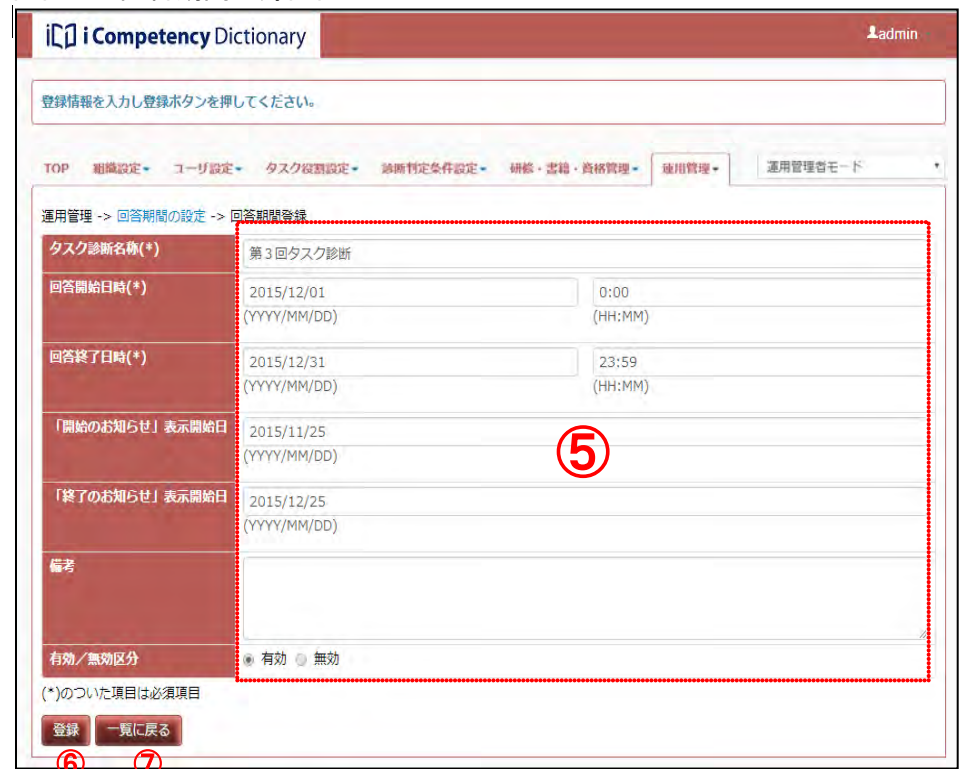 i Competency Dictionary
admin
登録情報を入力し登録ボタンを押してください。
TOP 組織設定 ユーザ設定 タスク役割設定 診断判定条件設定 研修・書籍・資格管理 運用管理 運用管理者モード
運用管理 -> 回答期間の設定 -> 回答期間登録
タスク診断名称(*) 第3回タスク診断
回答開始日時(*) 2015/12/01 0:00
(YYYY/MM/DD) (HH:MM)
回答終了日時(*) 2015/12/31 23:59
(YYYY/MM/DD) (HH:MM)
「開始のお知らせ」表示開始日 2015/11/25
(YYYY/MM/DD)
⑤
「終了のお知らせ」表示開始日 2015/12/25
(YYYY/MM/DD)
備考
有効/無効区分 有効 無効
(*)のついた項目は必須項目
登録 一覧に戻る
⑥ ⑦